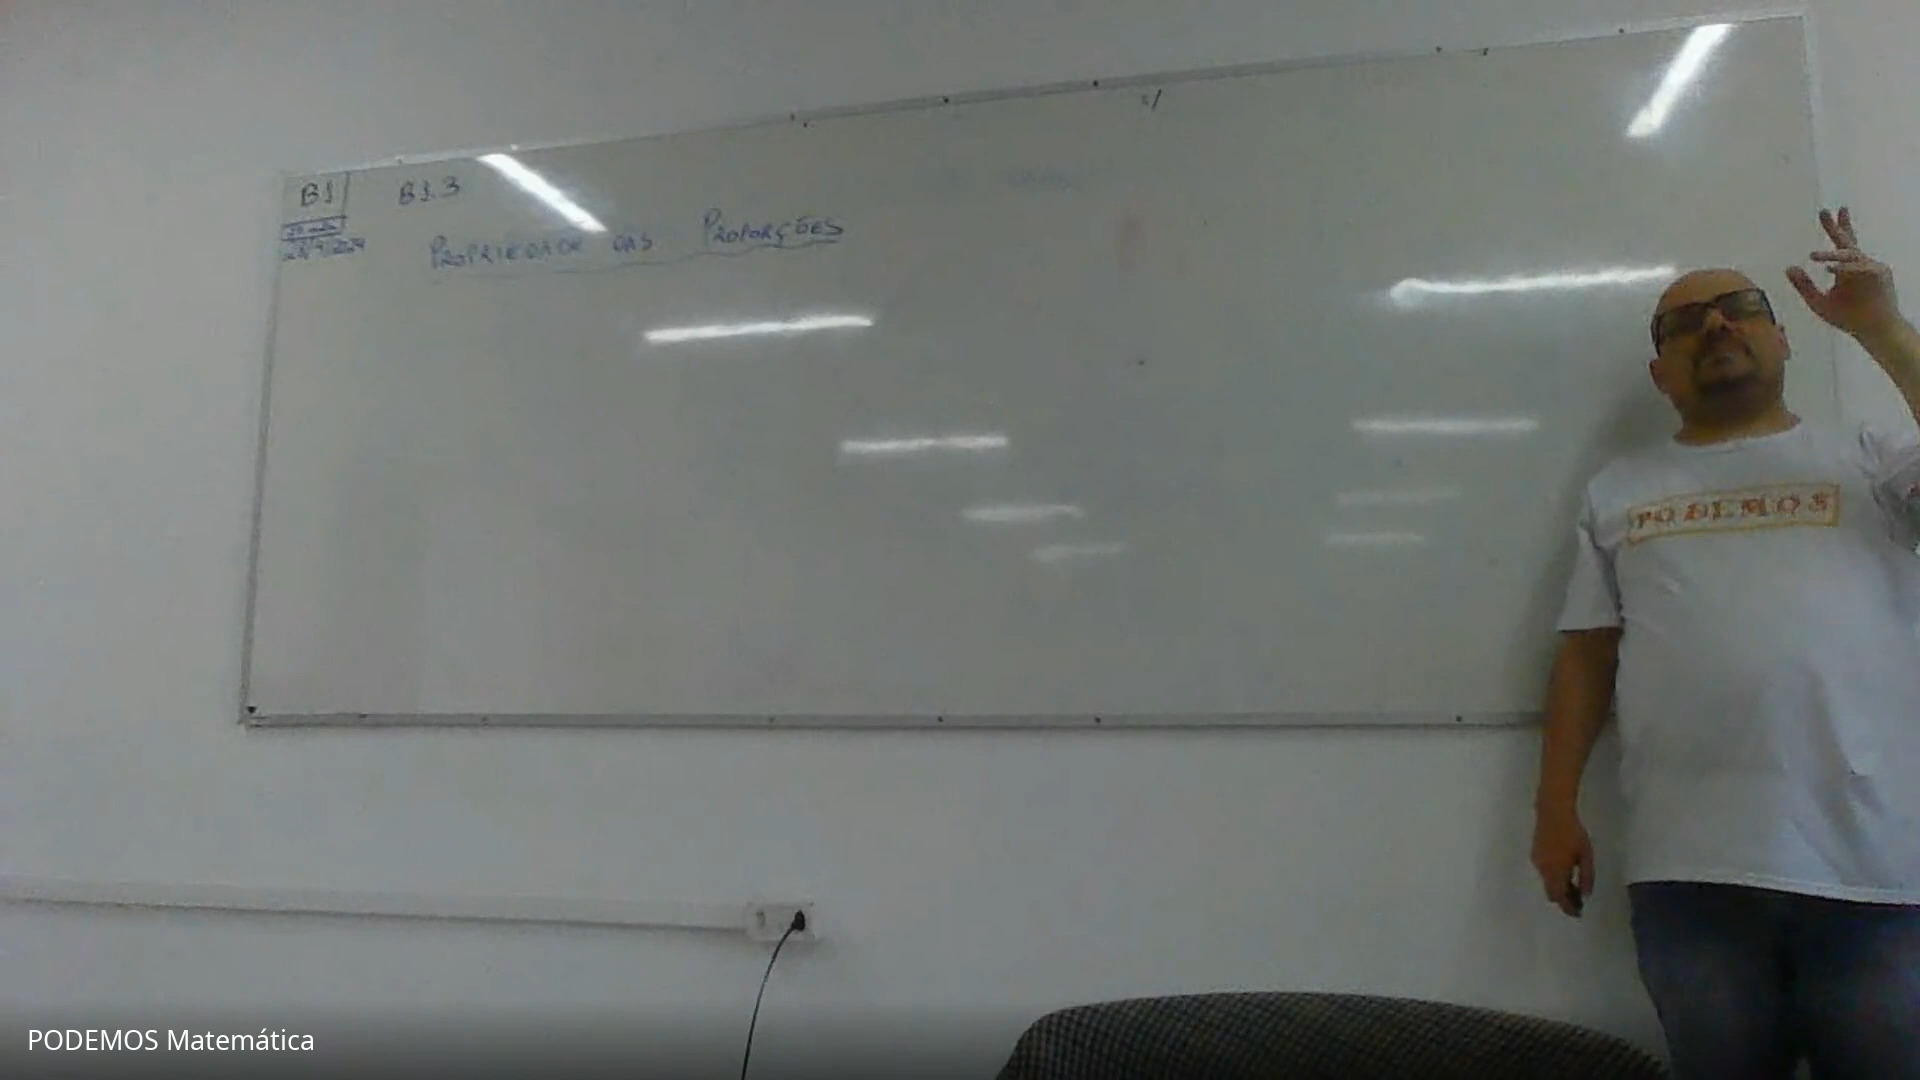 B1
B1.3
PROPRIEDADE DAS PROPORÇÕES
PODEMOS
PODEMOS Matemática